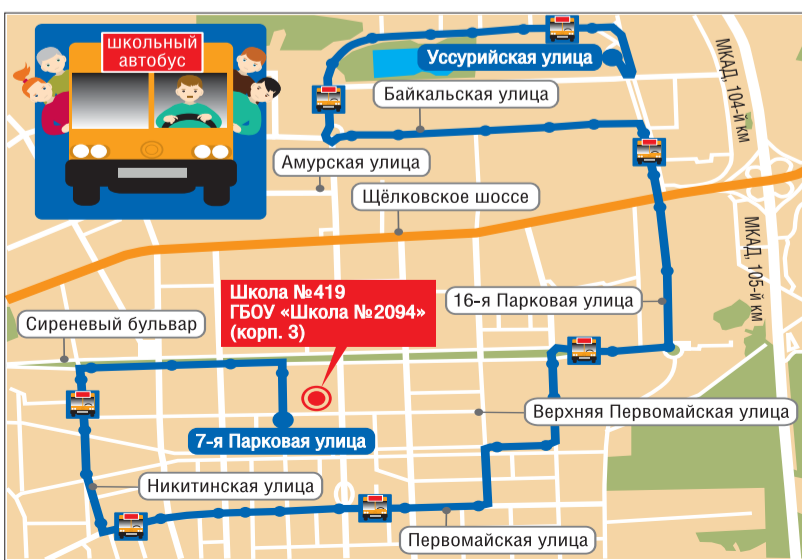 школьный
автобус
Уссурийская улица
МКАД, 104-й км
Байкальская улица
Амурская улица
Щёлковское шоссе
МКАД, 105-й км
Школа №419
ГБОУ «Школа №2094»
(корп. 3)
16-я Парковая улица
Сиреневый бульвар
Верхняя Первомайская улица
7-я Парковая улица
Никитинская улица
Первомайская улица